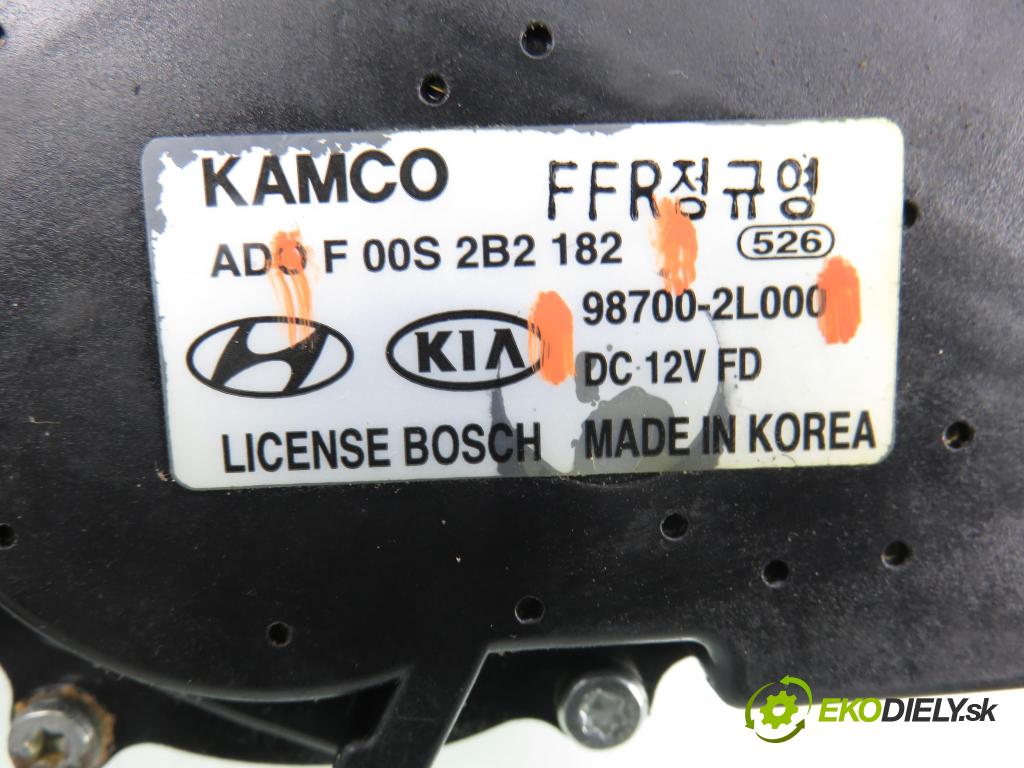 KAMCO FFR정규영
ADO F 00S 2B2 182 526
98700-2L000
KIA DC 12V FD
LICENSE BOSCH MADE IN KOREA
EKODIELY.sk